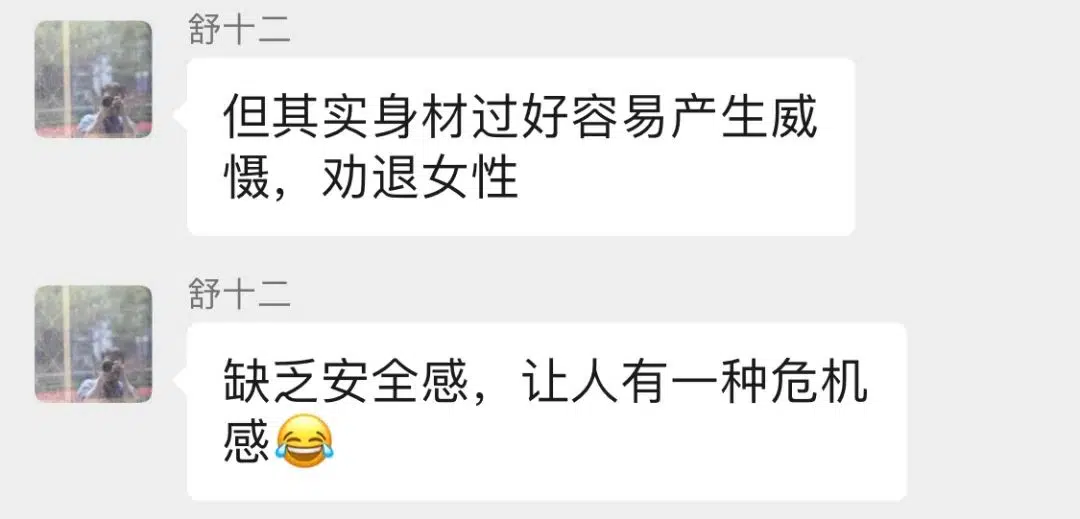 舒十二
但其实身材过好容易产生威
慑，劝退女性
舒十二
缺乏安全感，让人有一种危机
感😂